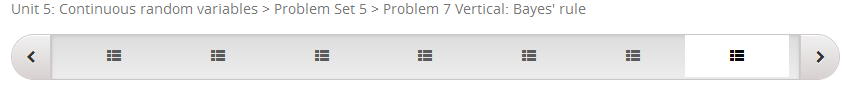 Unit 5: Continuous random variables > Problem Set 5 > Problem 7 Vertical: Bayes' rule